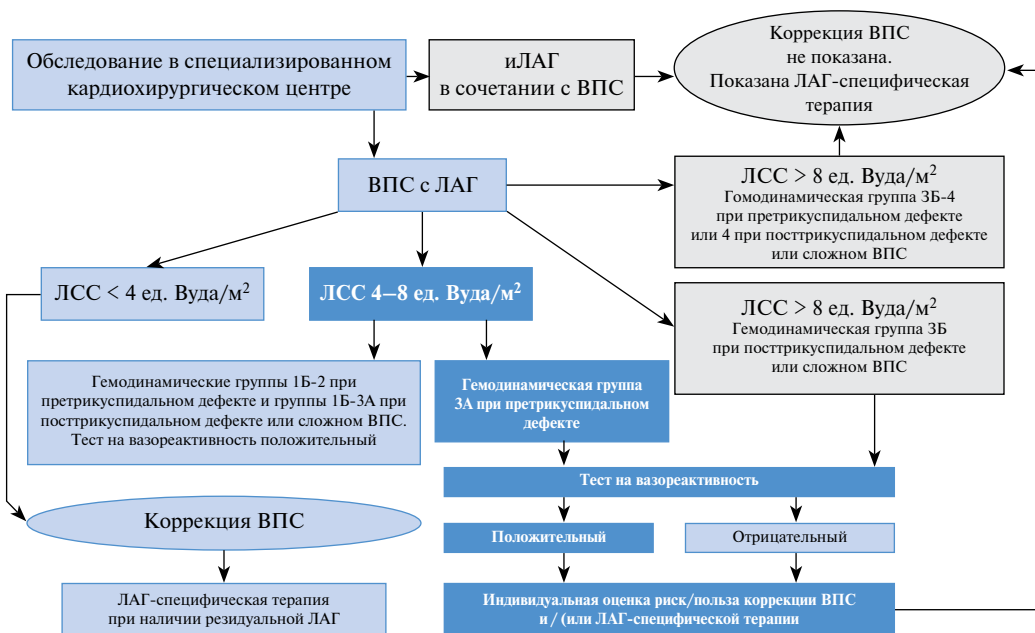 Обследование в специализированном
кардиохирургическом центре
иЛАГ
в сочетании с ВПС
Коррекция ВПС
не показана.
Показана ЛАГ-специфическая
терапия
ВПС с ЛАГ
ЛСС > 8 ед. Вуда/м²
Гомодинамическая группа 3Б-4
при претрикуспидальном дефекте
или 4 при посттрикуспидальном дефекте
или сложном ВПС
ЛСС < 4 ед. Вуда/м²
ЛСС 4–8 ед. Вуда/м²
ЛСС > 8 ед. Вуда/м²
Гемодинамическая группа 3Б
при посттрикуспидальном дефекте
или сложном ВПС
Гемодинамические группы 1Б-2 при
претрикуспидальном дефекте и группы 1Б-3А при
посттрикуспидальном дефекте или сложном ВПС.
Тест на вазореактивность положительный
Гемодинамическая группа
3А при претрикуспидальном
дефекте
Тест на вазореактивность
Коррекция ВПС
Положительный
Отрицательный
ЛАГ-специфическая терапия
при наличии резидуальной ЛАГ
Индивидуальная оценка риск/польза коррекции ВПС
и / (или ЛАГ-специфической терапии